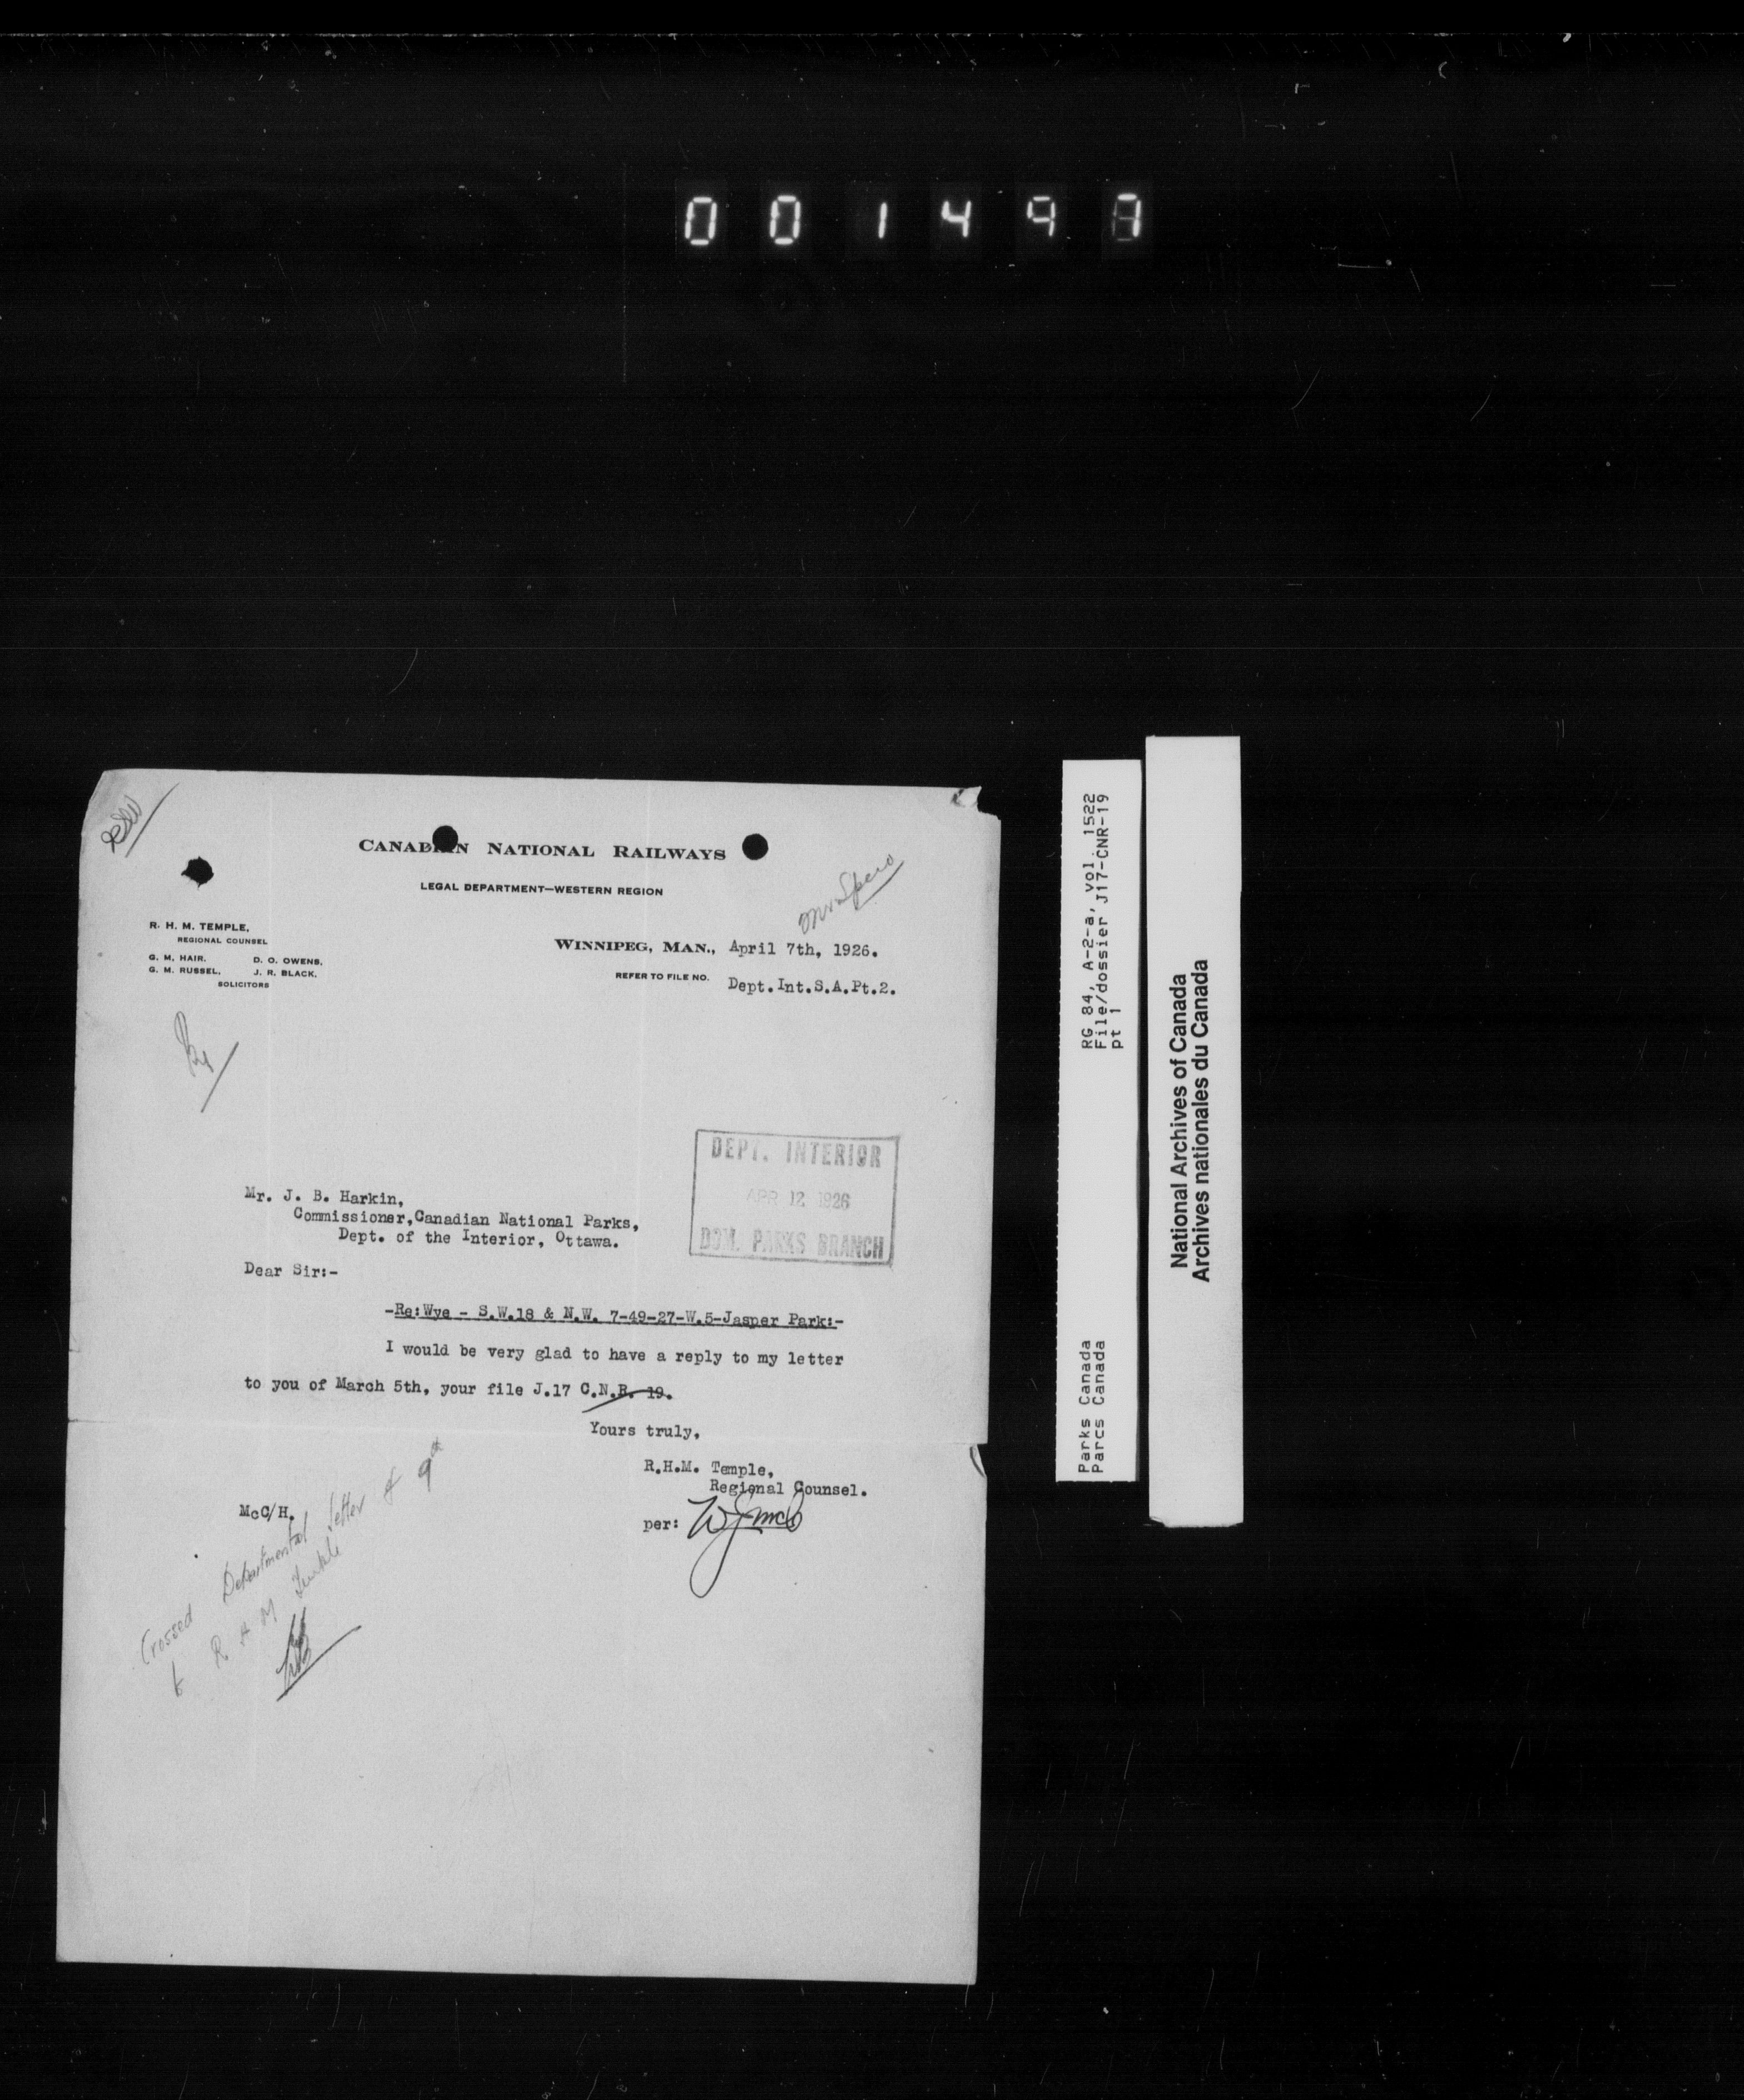 001497
CANADIAN NATIONAL RAILWAYS
LEGAL DEPARTMENT—WESTERN REGION
Mr Spero
R. H. M. TEMPLE,
REGIONAL COUNSEL
G. M. HAIR. D. O. OWENS.
G. M. RUSSEL. J. R. BLACK.
SOLICITORS
WINNIPEG, MAN., April 7th, 1926.
REFER TO FILE NO. Dept.Int.S.A.Pt.2.
DEPT. INTERIOR
APR 12 1926
DOM. PARKS BRANCH
Mr. J. B. Harkin,
Commissioner,Canadian National Parks,
Dept. of the Interior, Ottawa.
Dear Sir:-
-Re:Wye - S.W.18 & N.W. 7-49-27-W.5-Jasper Park:-
I would be very glad to have a reply to my letter
to you of March 5th, your file J.17 C.N.R. 19.
Yours truly,
R.H.M. Temple,
Regional Counsel.
McC/H.
per:
Crossed Departmental letter of 9th
to R H M Temple
RG 84, A-2-a, vol. 1522
File/dossier J17-CNR-19
pt 1
Parks Canada
Parcs Canada
National Archives of Canada
Archives nationales du Canada